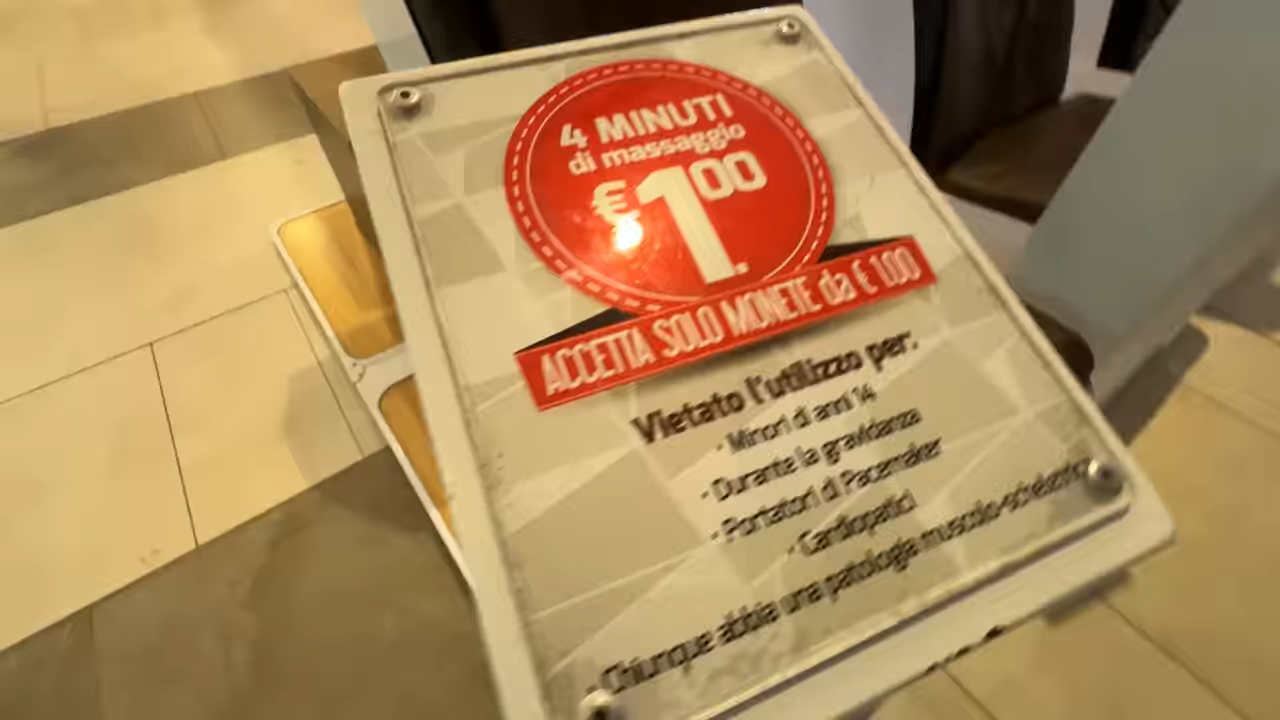 4 MINUTI
di massaggio
€ 1.00
ACCETTA SOLO MONETE da € 1.00
Vietato l'utilizzo per:
- Minori di anni 14
- Durante la gravidanza
- Portatori di Pacemaker
- Cardiopatici
- Chiunque abbia una patologia muscolo-scheletrica